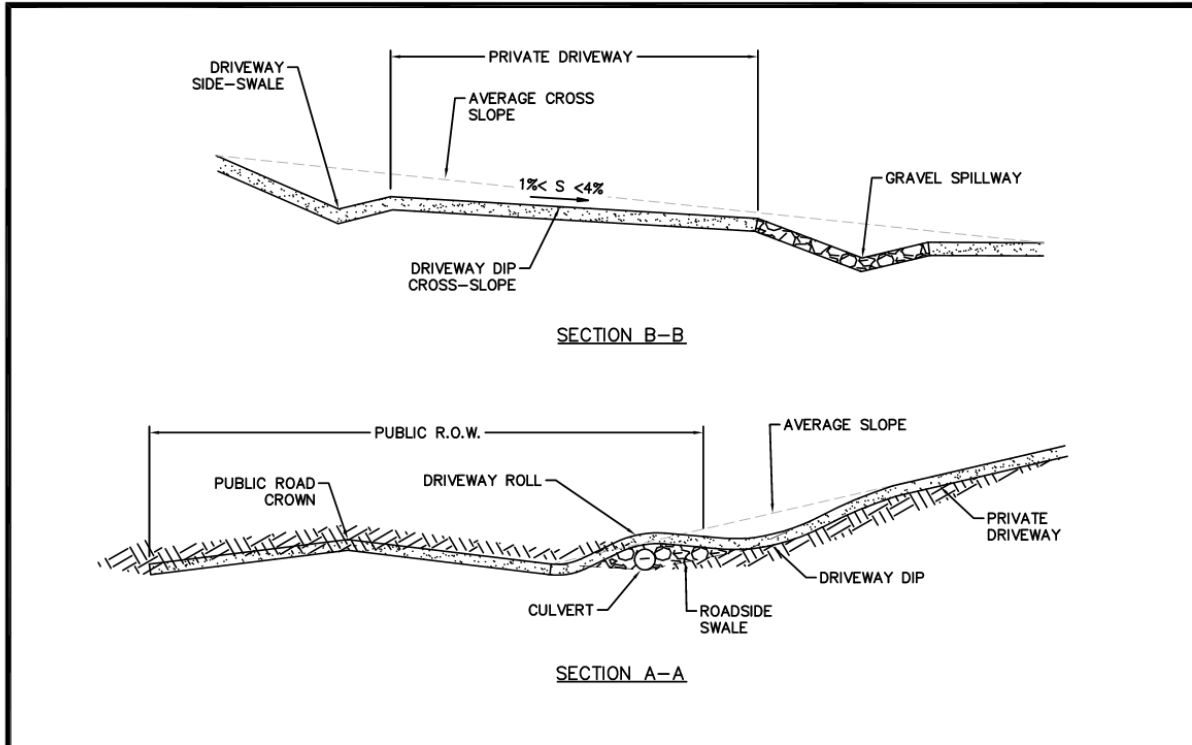 PRIVATE DRIVEWAY
DRIVEWAY
SIDE-SWALE
AVERAGE CROSS
SLOPE
1%< S <4%
GRAVEL SPILLWAY
DRIVEWAY DIP
CROSS-SLOPE
SECTION B-B
PUBLIC R.O.W.
AVERAGE SLOPE
PUBLIC ROAD
CROWN
DRIVEWAY ROLL
PRIVATE
DRIVEWAY
DRIVEWAY DIP
CULVERT
ROADSIDE
SWALE
SECTION A-A